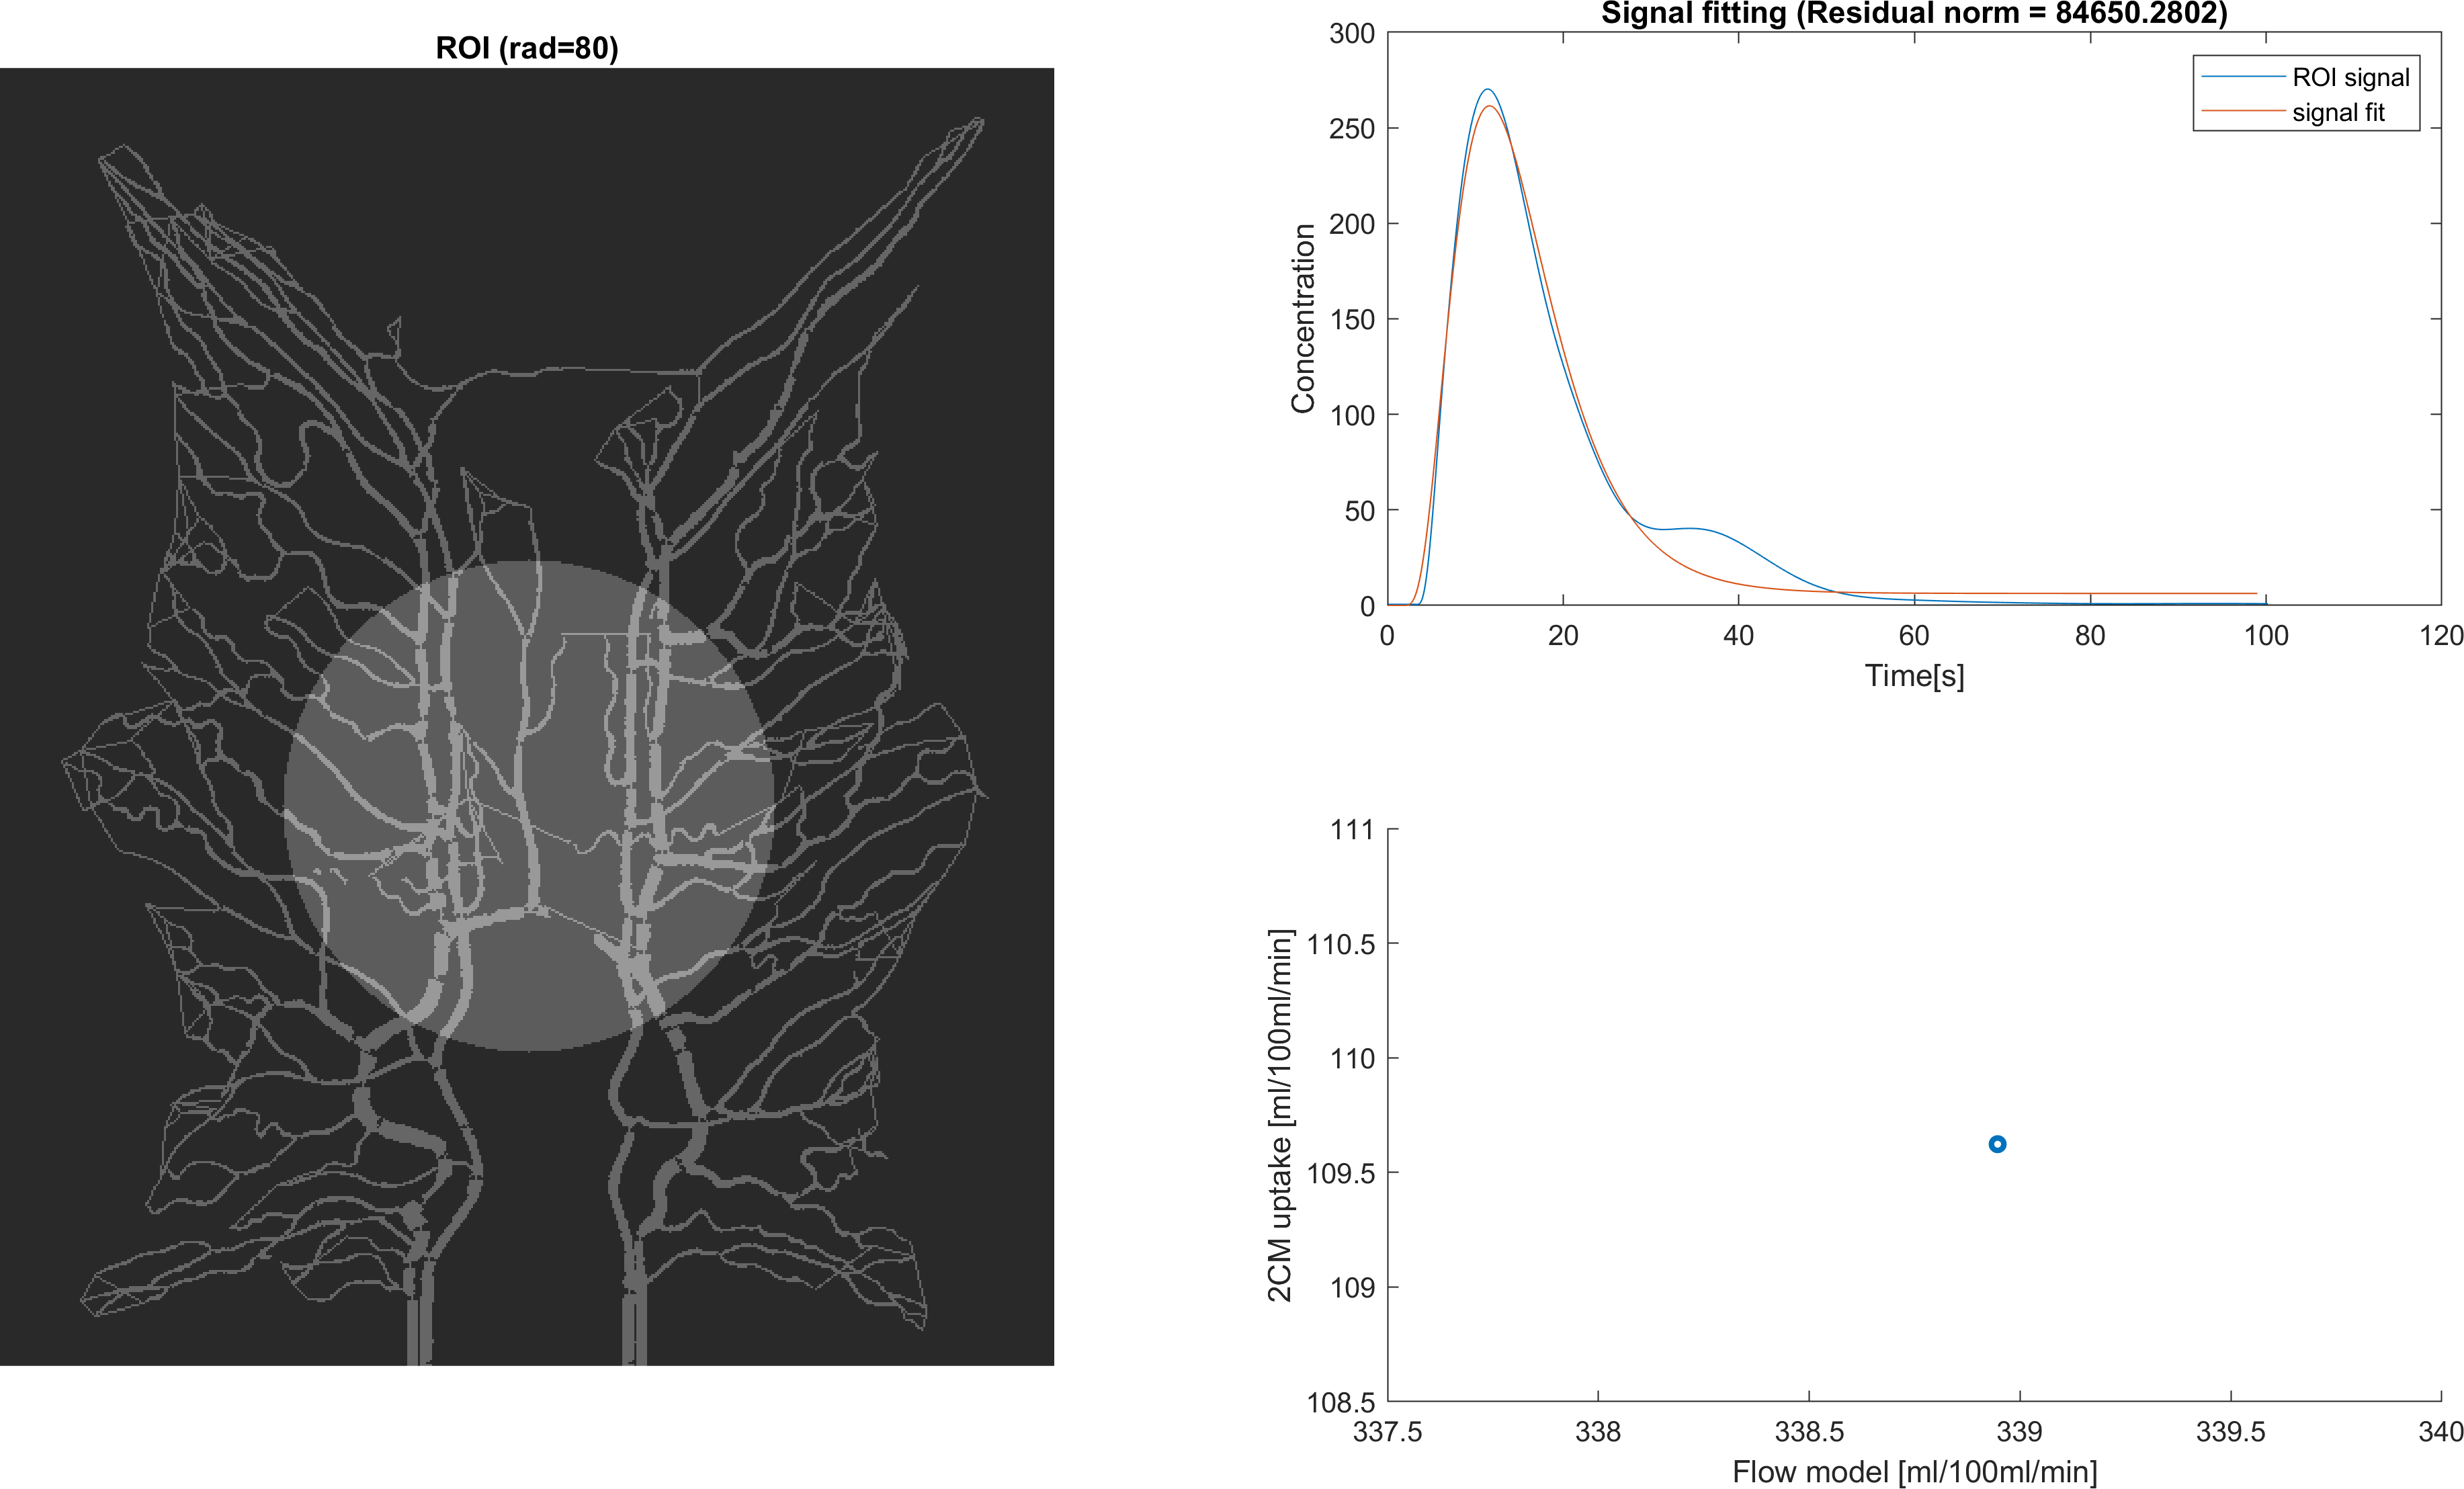 ROI (rad=80)
Signal fitting (Residual norm = 84650.2802)
300
250
200
150
100
50
0
Concentration
ROI signal
signal fit
0 20 40 60 80 100 120
Time[s]
111
110.5
110
109.5
109
108.5
2CM uptake [ml/100ml/min]
337.5 338 338.5 339 339.5 340
Flow model [ml/100ml/min]